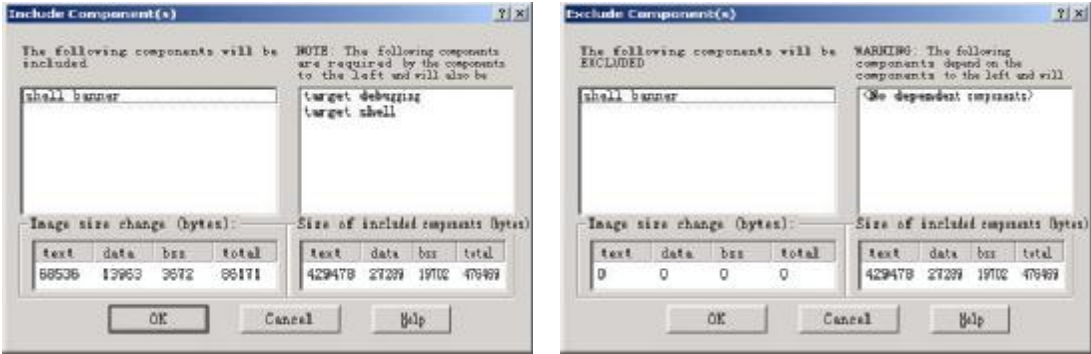 Include Component(s)
The following components will be
included
NOTE: The following components
are required by the components
to the left and will also be
shell banner
target debugging
target shell
Image size change (bytes):
text data bss total
68536 13963 3672 86171
Size of included components (bytes)
text data bss total
429478 27289 19702 476469
OK Cancel Help
Exclude Component(s)
The following components will be
EXCLUDED
WARNING: The following
components depend on the
components to the left and will
shell banner
<No dependent components>
Image size change (bytes):
text data bss total
0 0 0 0
Size of included components (bytes)
text data bss total
429478 27289 19702 476469
OK Cancel Help